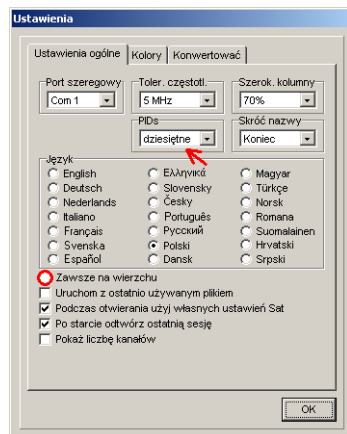 Ustawienia
Ustawienia ogólne Kolory Konwertować
Port szeregowy Toler. częstotl. Szerok. kolumny
Com 1 5 MHz 70%
PIDs Skróć nazwy
dziesiętne Koniec
Język
English Ελληνικά Magyar
Deutsch Slovensky Türkçe
Nederlands Česky Norsk
Italiano Português Romana
Français Русский Suomalainen
Svenska Polski Hrvatski
Español Dansk Srpski
Zawsze na wierzchu
Uruchom z ostatnio używanym plikiem
Podczas otwierania użyj własnych ustawień Sat
Po starcie odtwórz ostatnią sesję
Pokaż liczbę kanałów
OK